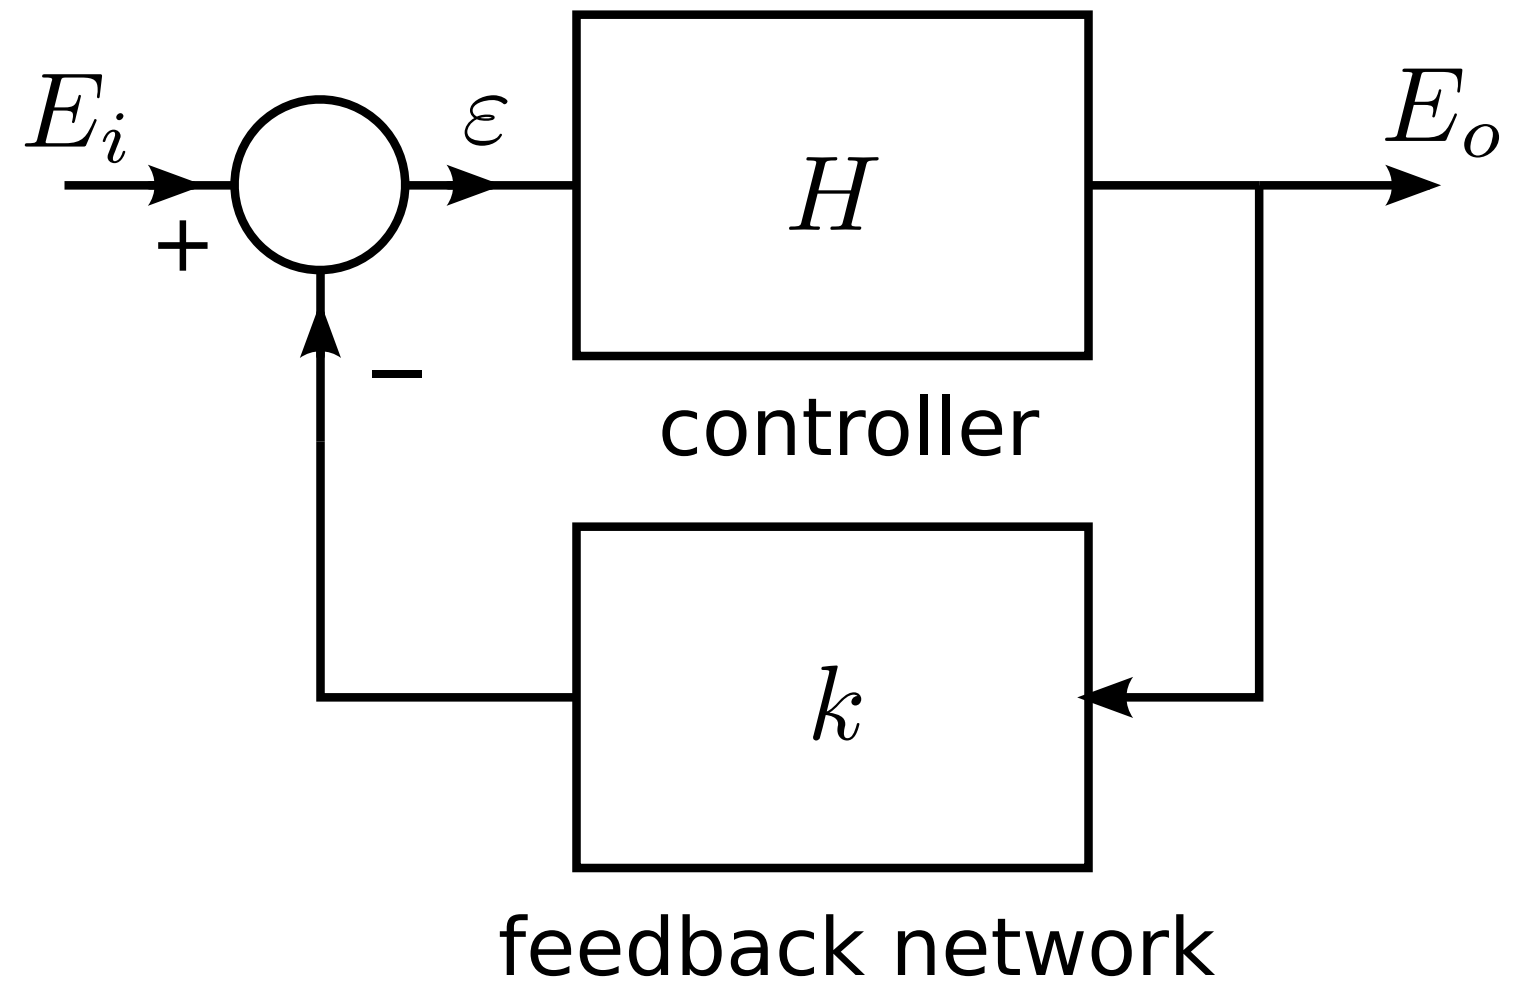 E_i
ε
E_o
+
H
−
controller
k
feedback network